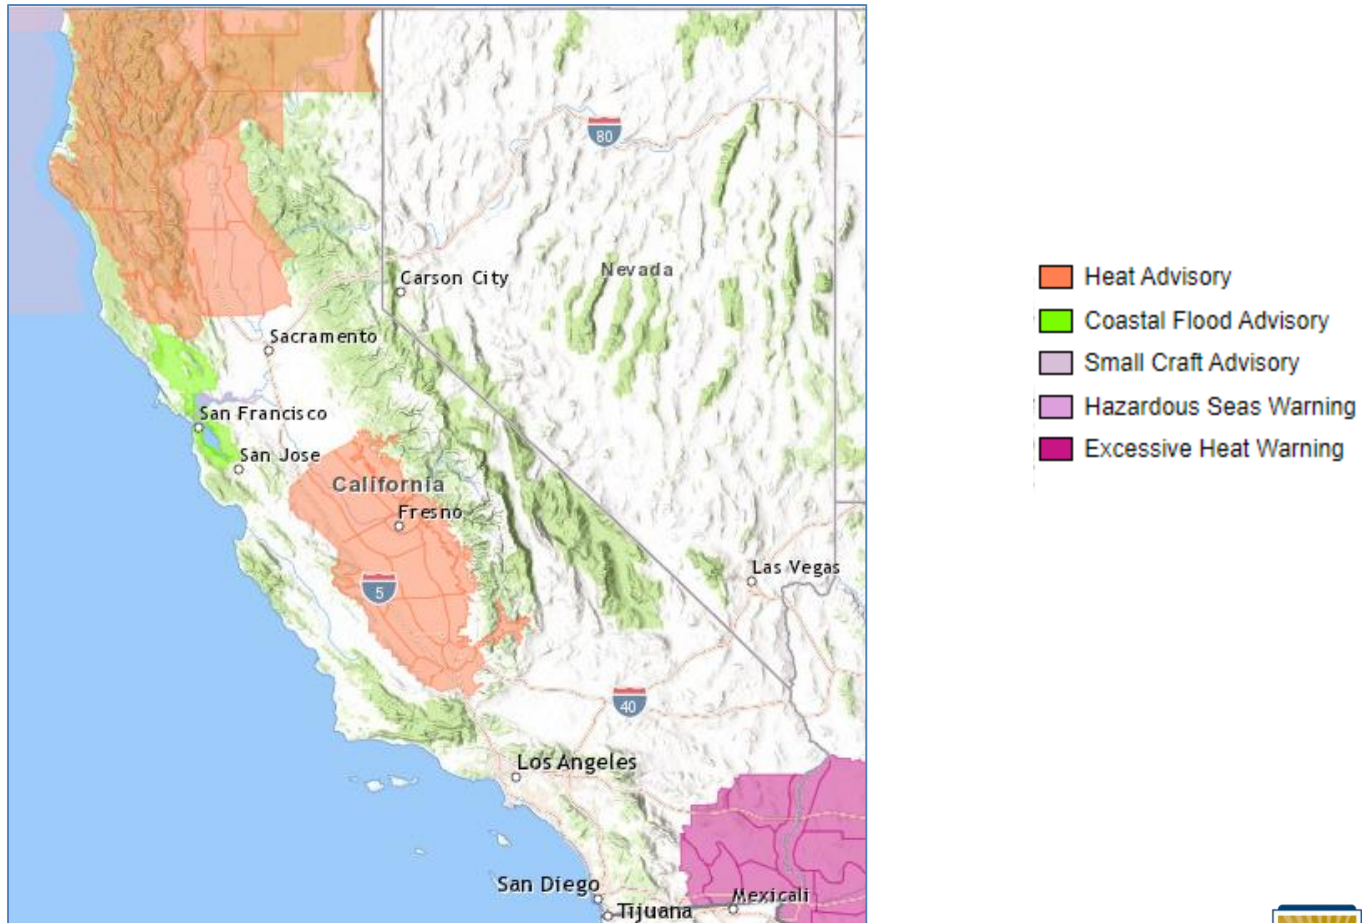 80
Carson City
Nevada
Sacramento
San Francisco
San Jose
California
Fresno
Las Vegas
5
40
Los Angeles
San Diego
Mexicali
Tijuana
Heat Advisory
Coastal Flood Advisory
Small Craft Advisory
Hazardous Seas Warning
Excessive Heat Warning